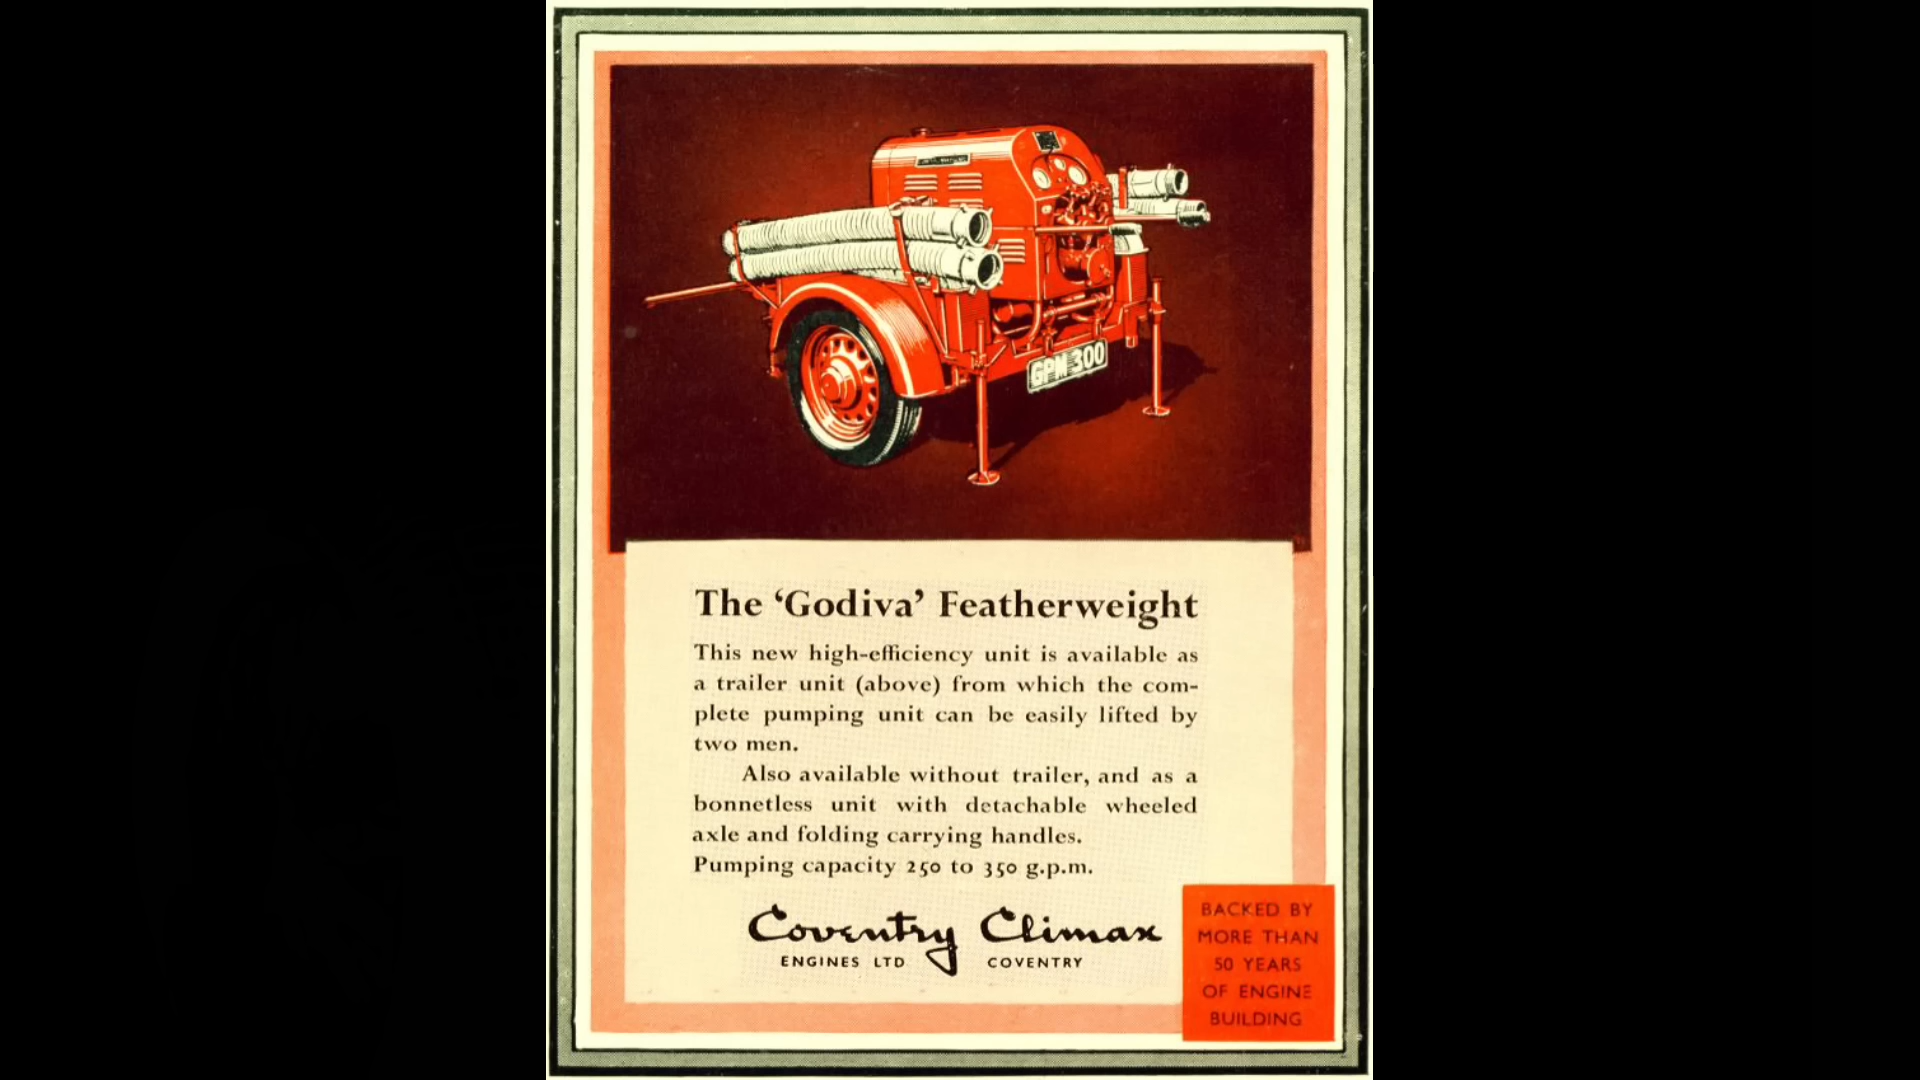 GPM 300
The ‘Godiva’ Featherweight
This new high-efficiency unit is available as
a trailer unit (above) from which the com-
plete pumping unit can be easily lifted by
two men.
Also available without trailer, and as a
bonnetless unit with detachable wheeled
axle and folding carrying handles.
Pumping capacity 250 to 350 g.p.m.
Coventry Climax
ENGINES LTD COVENTRY
BACKED BY
MORE THAN
50 YEARS
OF ENGINE
BUILDING